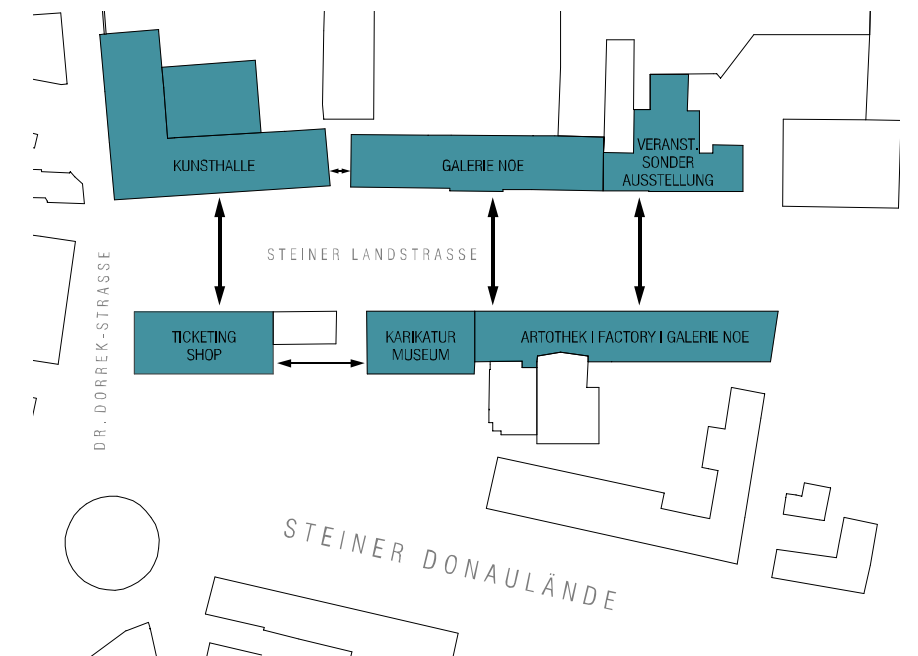 KUNSTHALLE
GALERIE NOE
VERANST.
SONDER
AUSSTELLUNG
STEINER LANDSTRASSE
DR. DORREK-STRASSE
TICKETING
SHOP
KARIKATUR
MUSEUM
ARTOTHEK I FACTORY I GALERIE NOE
STEINER DONAULÄNDE